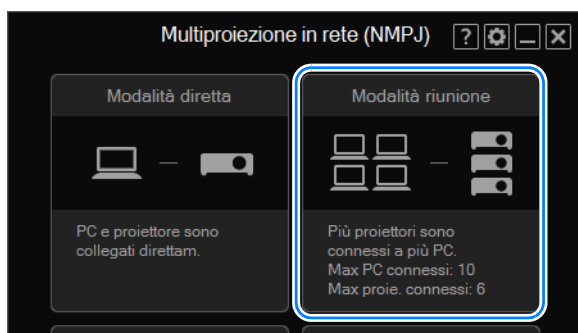 Multiproiezione in rete (NMPJ)
Modalità diretta
PC e proiettore sono
collegati direttam.
Modalità riunione
Più proiettori sono
connessi a più PC.
Max PC connessi: 10
Max proie. connessi: 6